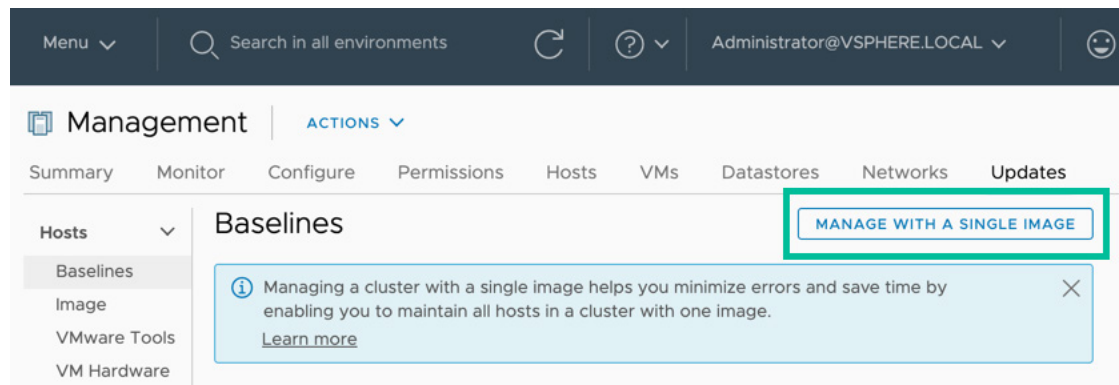 Menu Search in all environments Administrator@VSPHERE.LOCAL
Management ACTIONS
Summary Monitor Configure Permissions Hosts VMs Datastores Networks Updates
Hosts
Baselines
Image
VMware Tools
VM Hardware
Baselines MANAGE WITH A SINGLE IMAGE
Managing a cluster with a single image helps you minimize errors and save time by
enabling you to maintain all hosts in a cluster with one image.
Learn more